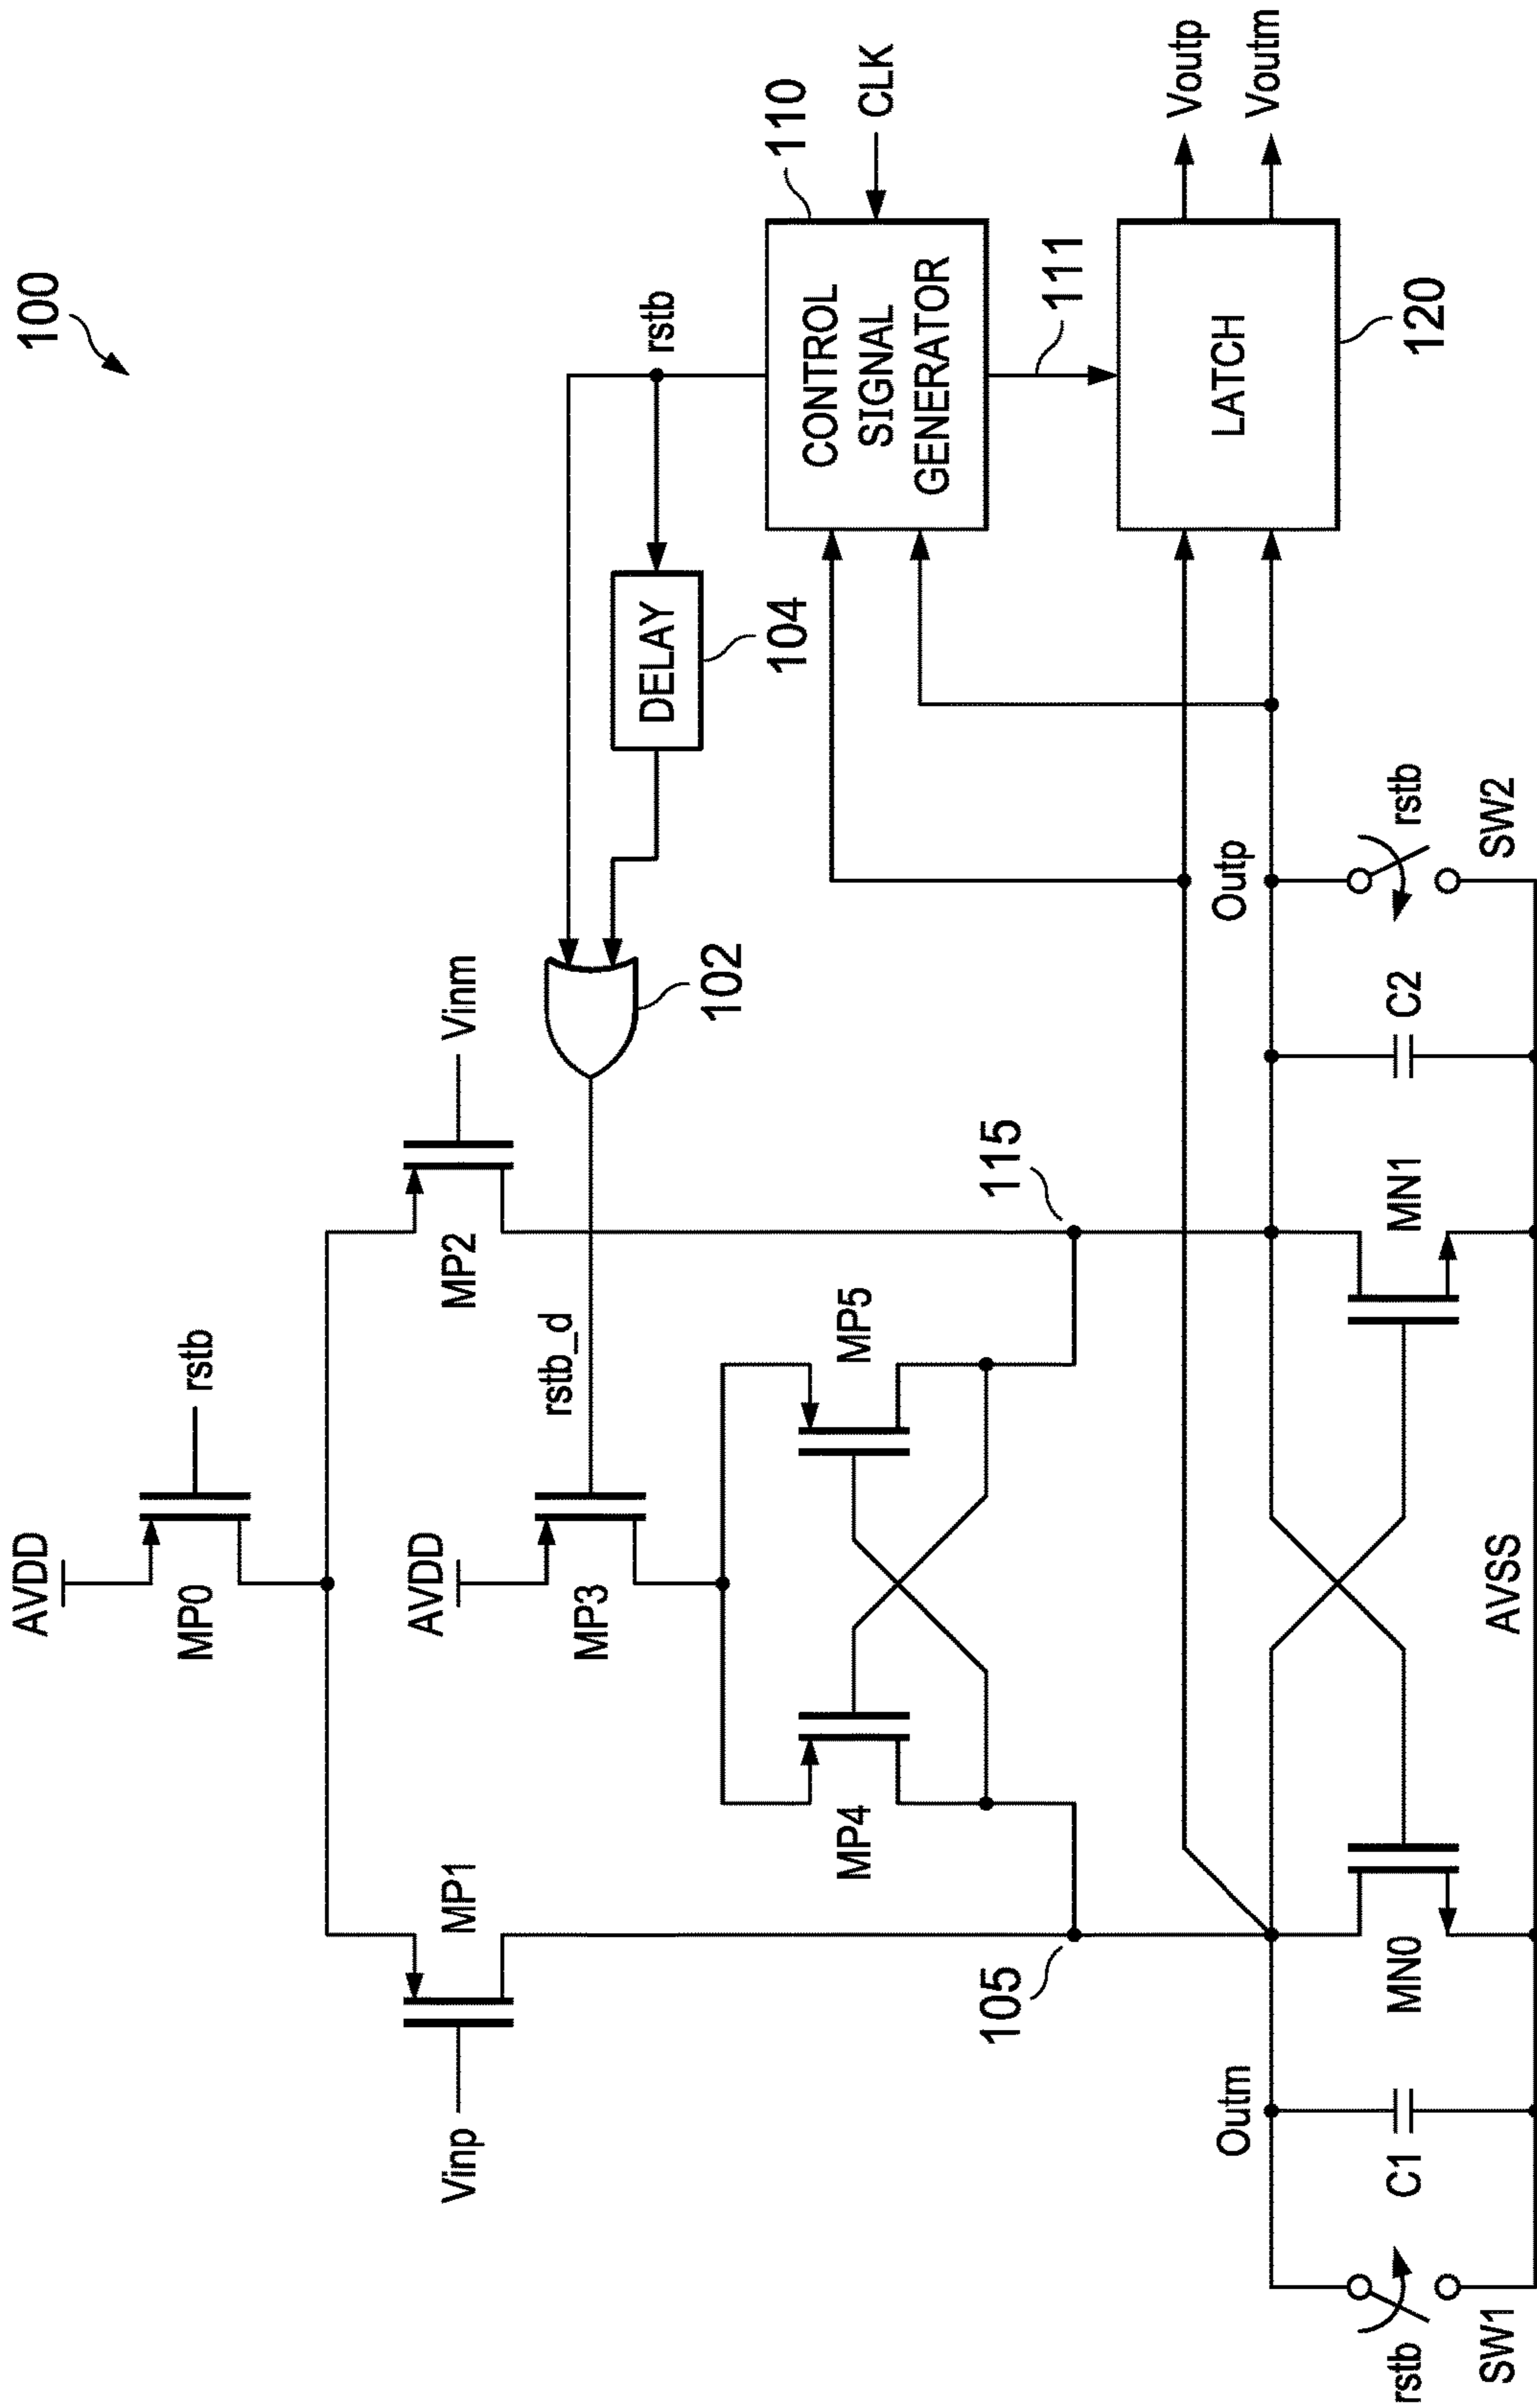 100
AVDD
rstb
MP0
Vinp
MP1
MP2
Vinm
AVDD
MP3
rstb_d
102
DELAY
104
rstb
CONTROL
SIGNAL
GENERATOR
110
CLK
MP4
MP5
105
115
111
Outm
Outp
LATCH
120
Voutp
Voutm
rstb
SW1
C1
MN0
AVSS
MN1
C2
rstb
SW2